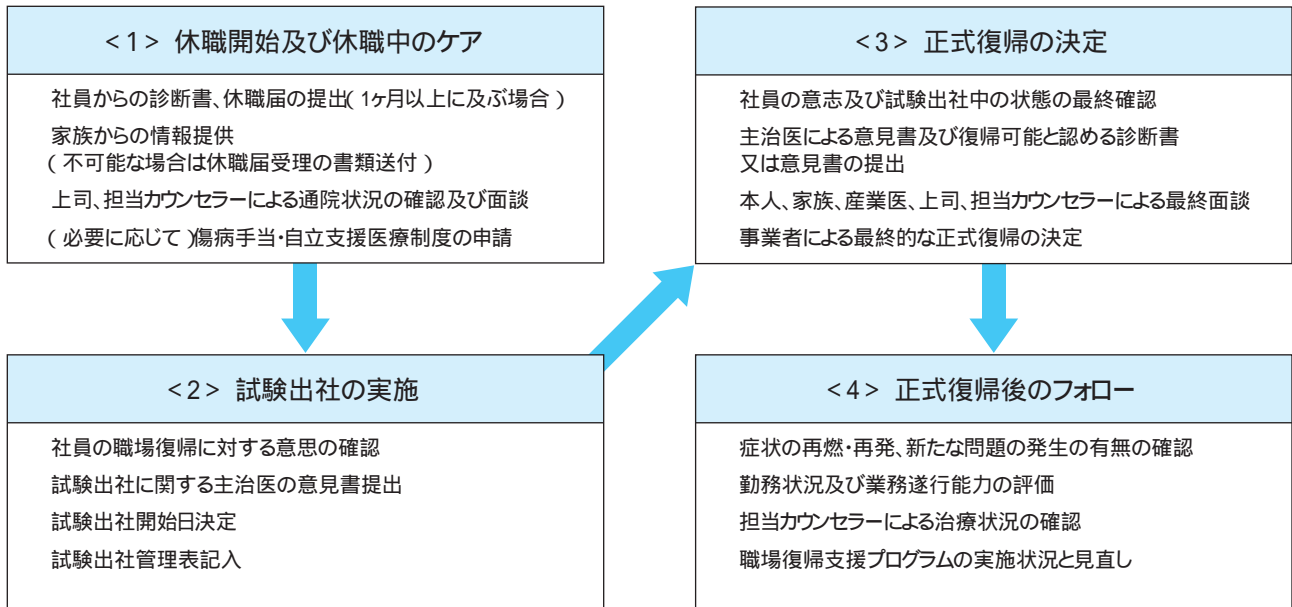 <1> 休職開始及び休職中のケア
社員からの診断書、休職届の提出(1ヶ月以上に及ぶ場合)
家族からの情報提供
(不可能な場合は休職届受理の書類送付)
上司、担当カウンセラーによる通院状況の確認及び面談
(必要に応じて)傷病手当・自立支援医療制度の申請
<2> 試験出社の実施
社員の職場復帰に対する意思の確認
試験出社に関する主治医の意見書提出
試験出社開始日決定
試験出社管理表記入
<3> 正式復帰の決定
社員の意志及び試験出社中の状態の最終確認
主治医による意見書及び復帰可能と認める診断書
又は意見書の提出
本人、家族、産業医、上司、担当カウンセラーによる最終面談
事業者による最終的な正式復帰の決定
<4> 正式復帰後のフォロー
症状の再燃・再発、新たな問題の発生の有無の確認
勤務状況及び業務遂行能力の評価
担当カウンセラーによる治療状況の確認
職場復帰支援プログラムの実施状況と見直し